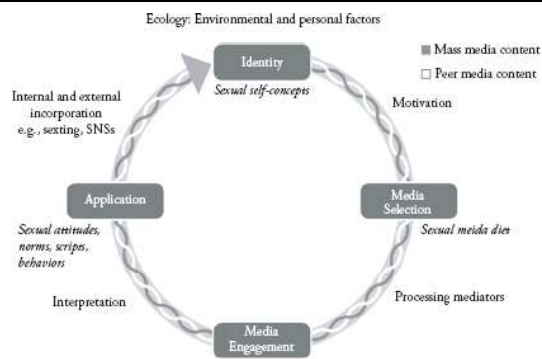 Ecology: Environmental and personal factors
Identity
Sexual self-concepts
Mass media content
Peer media content
Motivation
Internal and external
incorporation
e.g., sexting, SNSs
Application
Sexual attitudes,
norms, scripts,
behaviors
Media
Selection
Sexual meida diet
Interpretation
Processing mediators
Media
Engagement